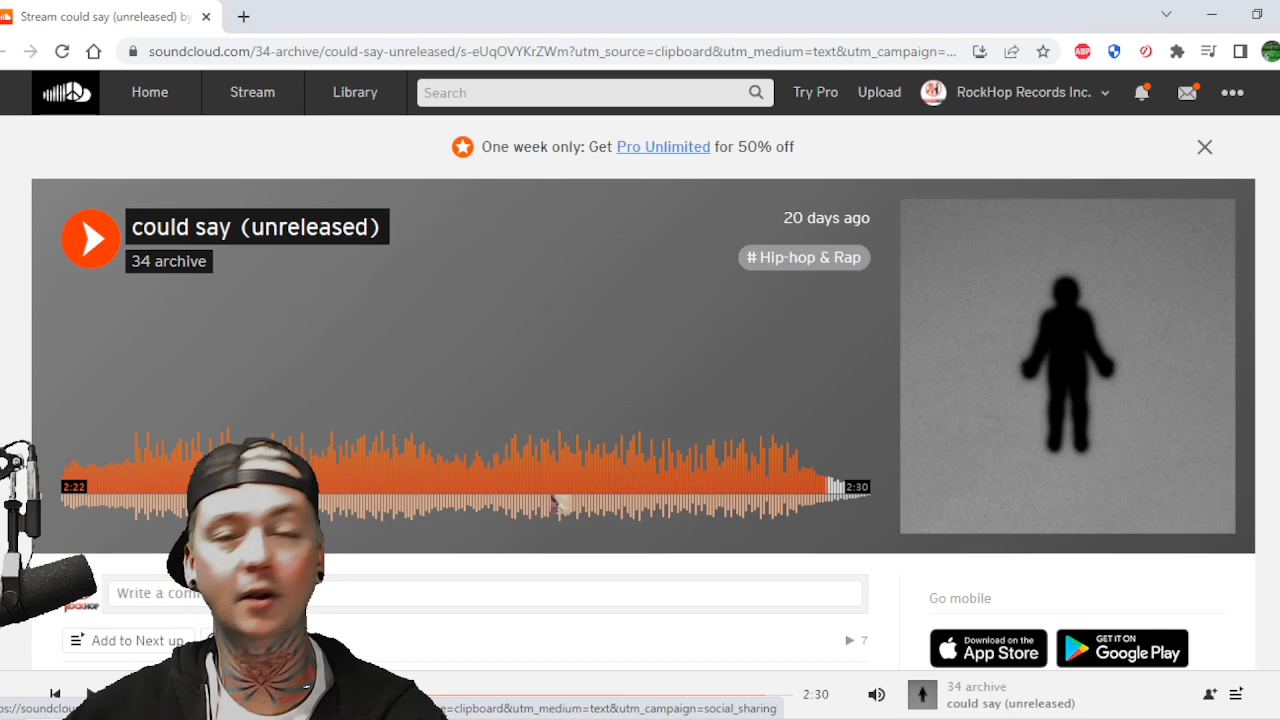 Stream could say (unreleased) by
soundcloud.com/34-archive/could-say-unreleased/s-eUqOVYKrZWm?utm_source=clipboard&utm_medium=text&utm_campaign=...
ABP
Home
Stream
Library
Search
Try Pro
Upload
RockHop Records Inc.
One week only: Get Pro Unlimited for 50% off
could say (unreleased)
34 archive
20 days ago
# Hip-hop & Rap
2:22
2:30
Write a com
ROCKHOP
Go mobile
Add to Next up
7
Download on the
App Store
GET IT ON
Google Play
2:30
34 archive
could say (unreleased)
ps://soundclou
=clipboard&utm_medium=text&utm_campaign=social_sharing